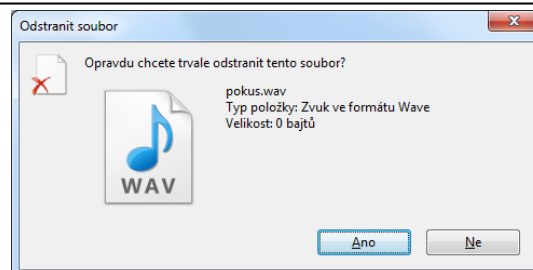 Odstranit soubor
Opravdu chcete trvale odstranit tento soubor?
pokus.wav
Typ položky: Zvuk ve formátu Wave
Velikost: 0 bajtů
WAV
Ano
Ne